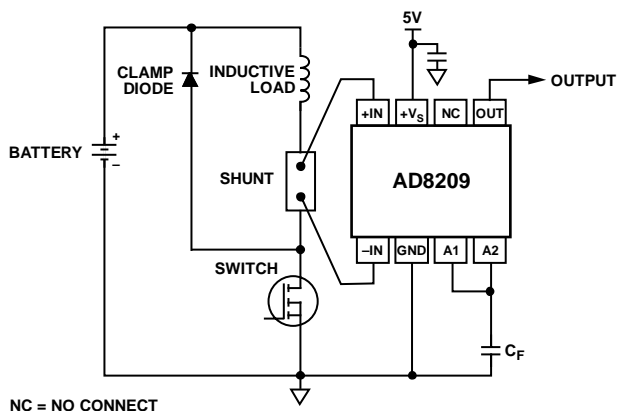 5V
CLAMP
DIODE
INDUCTIVE
LOAD
OUTPUT
+IN
+VS
NC
OUT
BATTERY
+
–
SHUNT
AD8209
–IN
GND
A1
A2
SWITCH
CF
NC = NO CONNECT